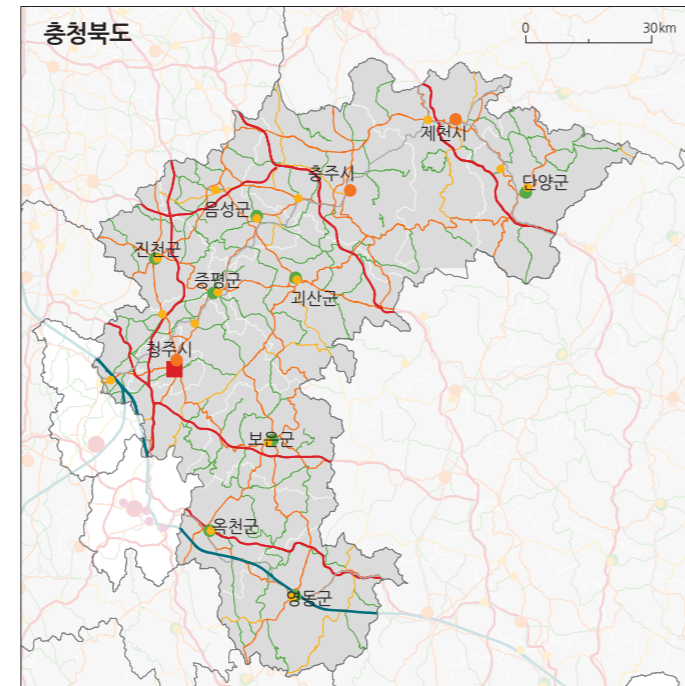 충청북도
0 30km
제천시
단양군
충주시
음성군
진천군
증평군
괴산군
청주시
보은군
옥천군
영동군